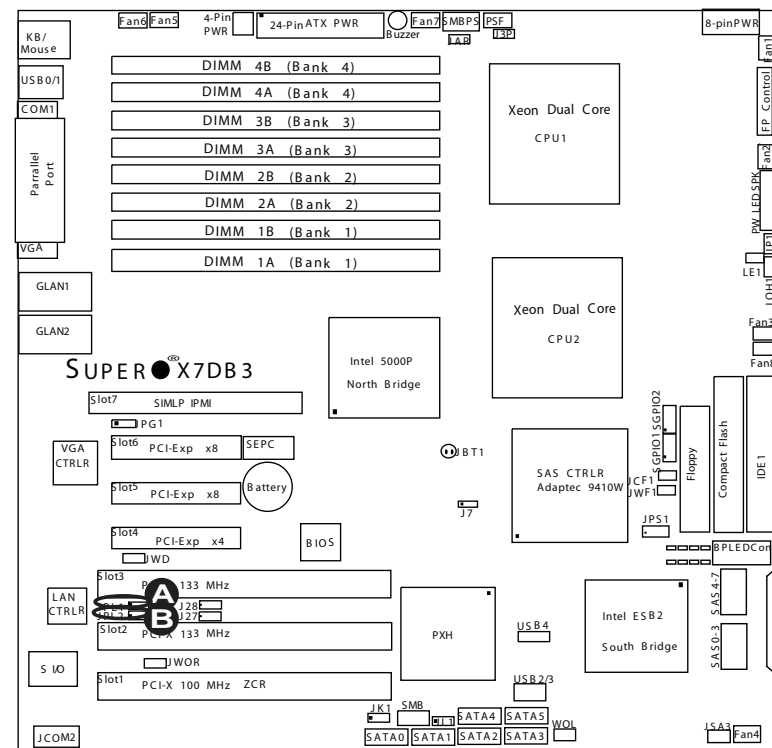 Fan6 Fan5
4-Pin
PWR
24-Pin ATX PWR
Buzzer
Fan7 SMBPS PSF
JAR J3P
8-pin PWR
KB/
Mouse
USB0/1
COM1
Parrallel
Port
VGA
GLAN1
GLAN2
DIMM 4B (Bank 4)
DIMM 4A (Bank 4)
DIMM 3B (Bank 3)
DIMM 3A (Bank 3)
DIMM 2B (Bank 2)
DIMM 2A (Bank 2)
DIMM 1B (Bank 1)
DIMM 1A (Bank 1)
Xeon Dual Core
CPU1
Xeon Dual Core
CPU2
Fan1
FP Control
Fan2
PW LED SPK
LE1
JOH1
Fan3
Fan8
SUPER ® X7DB3
Intel 5000P
North Bridge
Slot7 SIMLP IPMI
PG1
Slot6 PCI-Exp x8
SEPC
VGA
CTRLR
Slot5 PCI-Exp x8
Battery
Slot4 PCI-Exp x4
JWD
BIOS
JBT1
J7
SAS CTRLR
Adaptec 9410W
SGPIO2
SGPIO1
JCF1
JWF1
JPS1
Floppy
Compact Flash
IDE1
BPLEDCon
Slot3
133 MHz
A
J28
B
J27
LAN
CTRLR
Slot2
133 MHz
JWOR
Slot1 PCI-X 100 MHz ZCR
S I/O
JCOM2
PXH
USB4
USB2/3
Intel ESB2
South Bridge
SAS4-7
SAS0-3
JK1 SMB
SATA4 SATA5
SATA0 SATA1 SATA2 SATA3
WOL
JSA3 Fan4